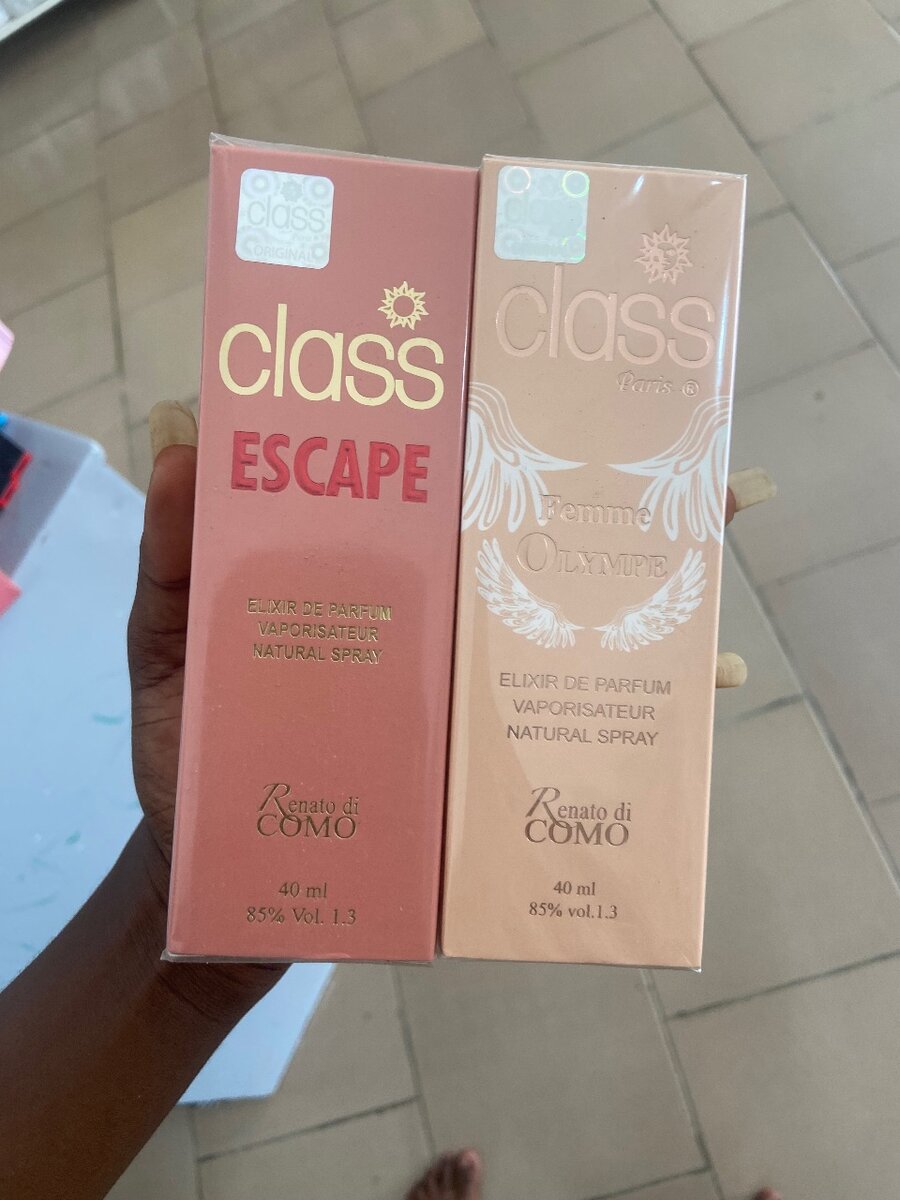 class
Paris
ORIGINAL
class
ESCAPE
ELIXIR DE PARFUM
VAPORISATEUR
NATURAL SPRAY
Renato di
COMO
40 ml
85% Vol. 1.3
class
class
Paris ®
Femme
OLYMPE
ELIXIR DE PARFUM
VAPORISATEUR
NATURAL SPRAY
Renato di
COMO
40 ml
85% vol.1.3